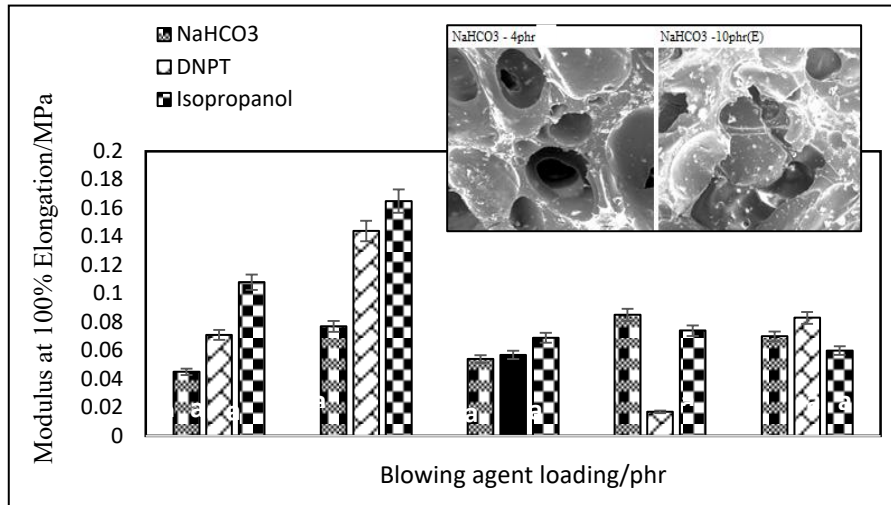 NaHCO3
DNPT
Isopropanol
NaHCO3 - 4phr
NaHCO3 -10phr(E)
Modulus at 100% Elongation/MPa
0.2
0.18
0.16
0.14
0.12
0.1
0.08
0.06
0.04
0.02
0
a
a
a
a
a
a
Blowing agent loading/phr